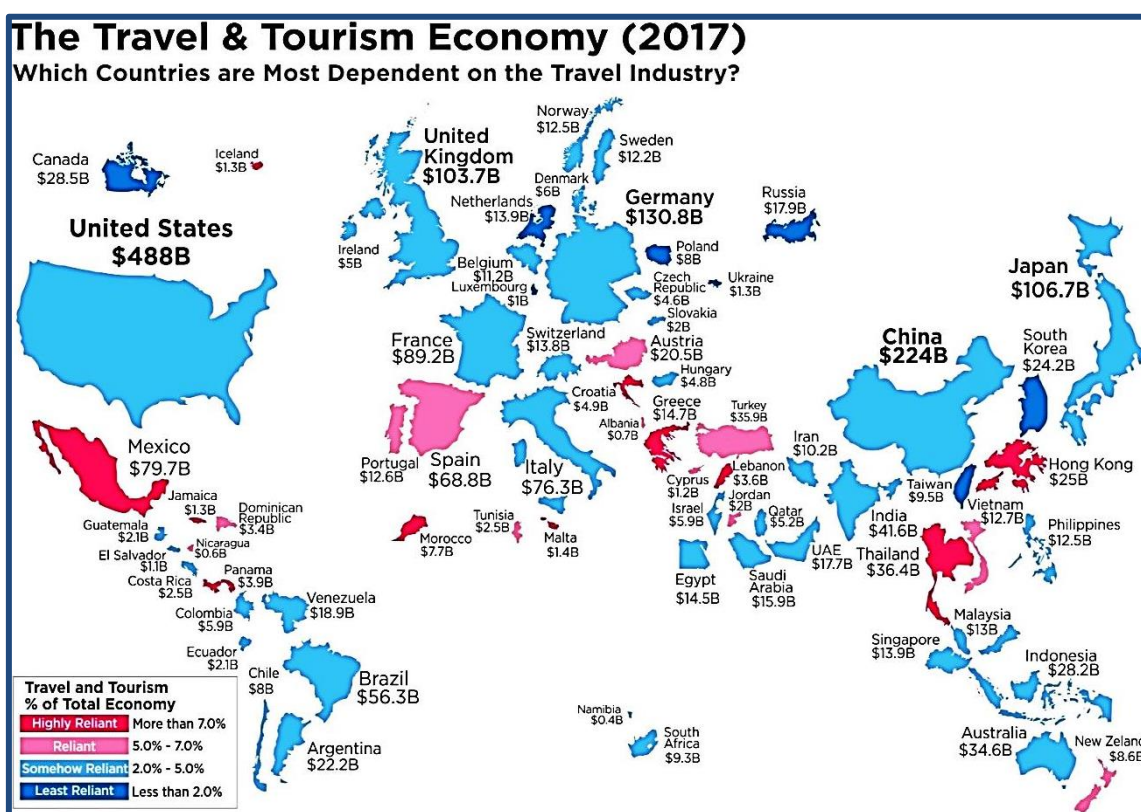 The Travel & Tourism Economy (2017)
Which Countries are Most Dependent on the Travel Industry?
Canada
$28.5B
Iceland
$1.3B
United States
$488B
Mexico
$79.7B
Jamaica
$1.3B
Dominican
Republic
$3.4B
Guatemala
$2.1B
Nicaragua
$0.6B
El Salvador
$1.1B
Costa Rica
$2.5B
Panama
$3.9B
Colombia
$5.9B
Venezuela
$18.9B
Ecuador
$2.1B
Chile
$8B
Brazil
$56.3B
Argentina
$22.2B
United
Kingdom
$103.7B
Ireland
$5B
Norway
$12.5B
Sweden
$12.2B
Denmark
$6B
Netherlands
$13.9B
Germany
$130.8B
Belgium
$11.2B
Luxembourg
$1B
Poland
$8B
Czech
Republic
$4.6B
Ukraine
$1.3B
Russia
$17.9B
Slovakia
$2B
France
$89.2B
Switzerland
$13.8B
Austria
$20.5B
Hungary
$4.8B
Croatia
$4.9B
Greece
$14.7B
Albania
$0.7B
Turkey
$35.9B
Portugal
$12.6B
Spain
$68.8B
Italy
$76.3B
Cyprus
$1.2B
Lebanon
$3.6B
Jordan
$2B
Israel
$5.9B
Qatar
$5.2B
Iran
$10.2B
Morocco
$7.7B
Tunisia
$2.5B
Malta
$1.4B
Egypt
$14.5B
Saudi
Arabia
$15.9B
UAE
$17.7B
Namibia
$0.4B
South
Africa
$9.3B
China
$224B
Japan
$106.7B
South
Korea
$24.2B
Hong Kong
$25B
Taiwan
$9.5B
Vietnam
$12.7B
India
$41.6B
Thailand
$36.4B
Philippines
$12.5B
Malaysia
$13B
Singapore
$13.9B
Indonesia
$28.2B
Australia
$34.6B
New Zeland
$8.6B
Travel and Tourism
% of Total Economy
Highly Reliant More than 7.0%
Reliant 5.0% - 7.0%
Somehow Reliant 2.0% - 5.0%
Least Reliant Less than 2.0%